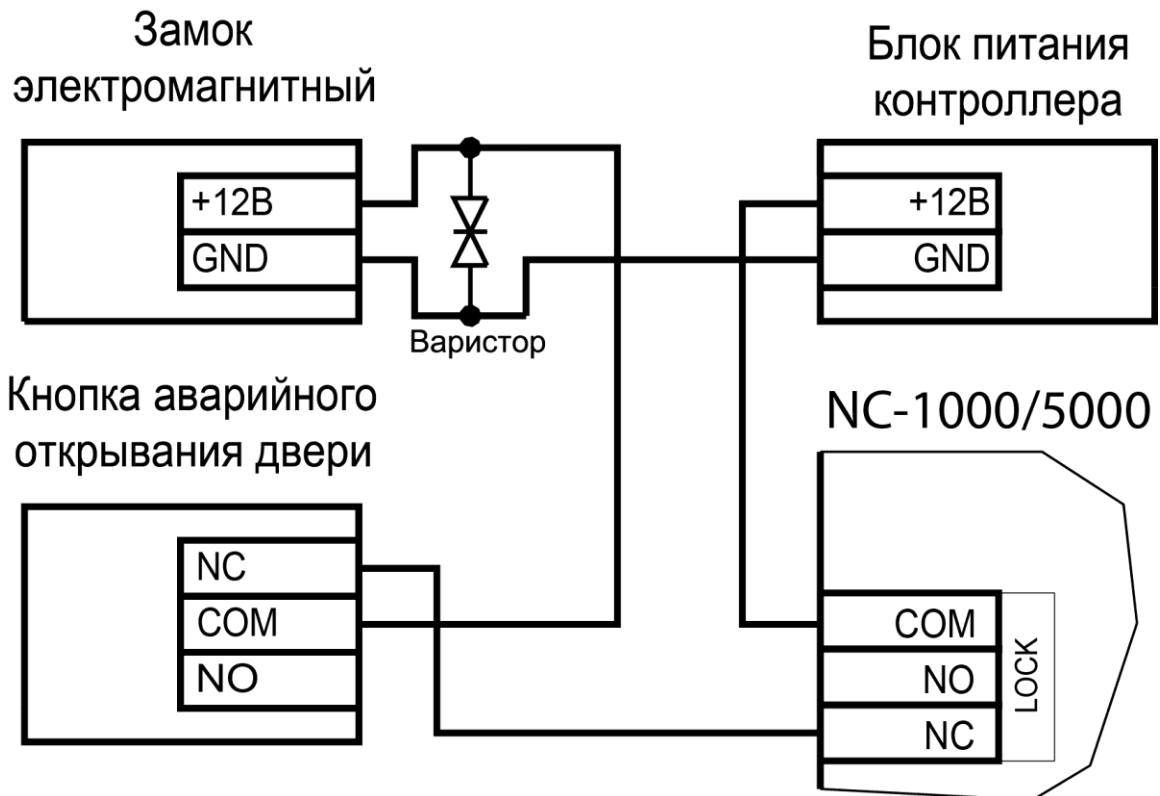 Замок
электромагнитный
+12В
GND
Варистор
Блок питания
контроллера
+12В
GND
Кнопка аварийного
открывания двери
NC
COM
NO
NC-1000/5000
COM
NO
NC
LOCK